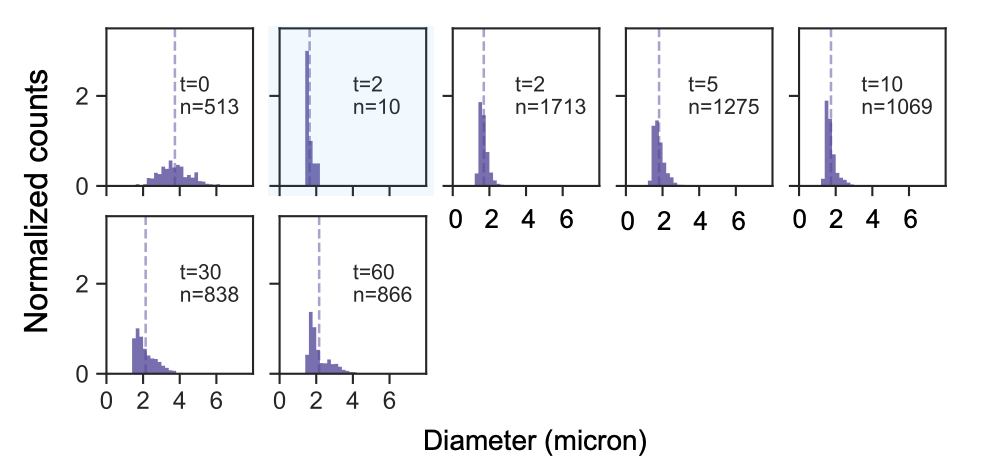 Normalized counts
2
0
t=0
n=513
t=2
n=10
t=2
n=1713
0 2 4 6
t=5
n=1275
0 2 4 6
t=10
n=1069
0 2 4 6
2
0
t=30
n=838
0 2 4 6
t=60
n=866
0 2 4 6
Diameter (micron)